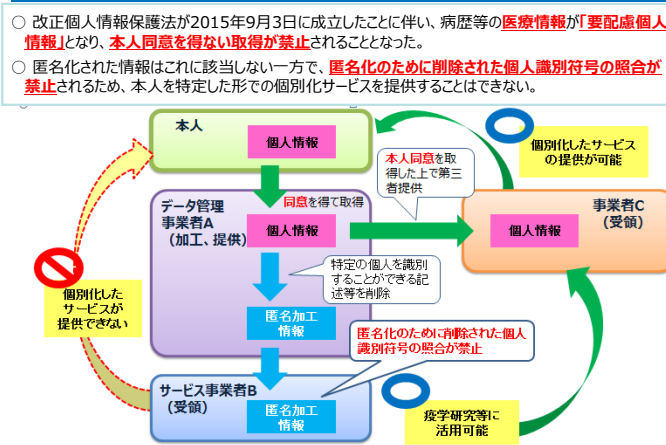 ○ 改正個人情報保護法が2015年9月3日に成立したことに伴い、病歴等の医療情報が「要配慮個人
情報」となり、本人同意を得ない取得が禁止されることとなった。
○ 匿名化された情報はこれに該当しない一方で、匿名化のために削除された個人識別符号の照合が
禁止されるため、本人を特定した形での個別化サービスを提供することはできない。
本人
個人情報
個別化したサービス
の提供が可能
本人同意を取
得した上で第三
者提供
データ管理
事業者A
(加工、提供)
同意を得て取得
個人情報
事業者C
(受領)
個人情報
特定の個人を識別
することができる記
述等を削除
個別化した
サービスが
提供できない
匿名加工
情報
匿名化のために削除された個人
識別符号の照合が禁止
サービス事業者B
(受領)
匿名加工
情報
疫学研究等に
活用可能